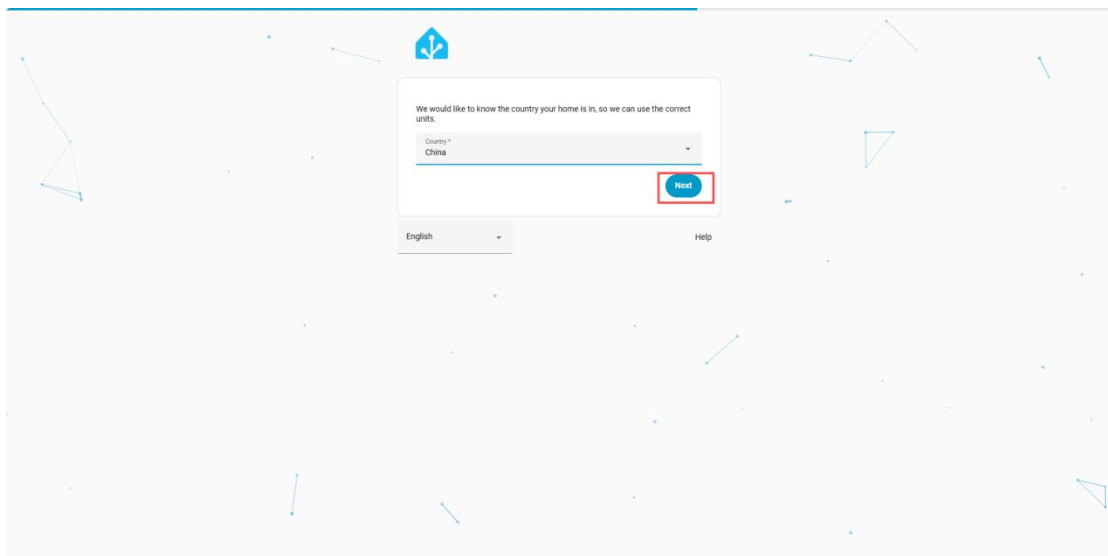 We would like to know the country your home is in, so we can use the correct
units.
Country *
China
Next
English
Help